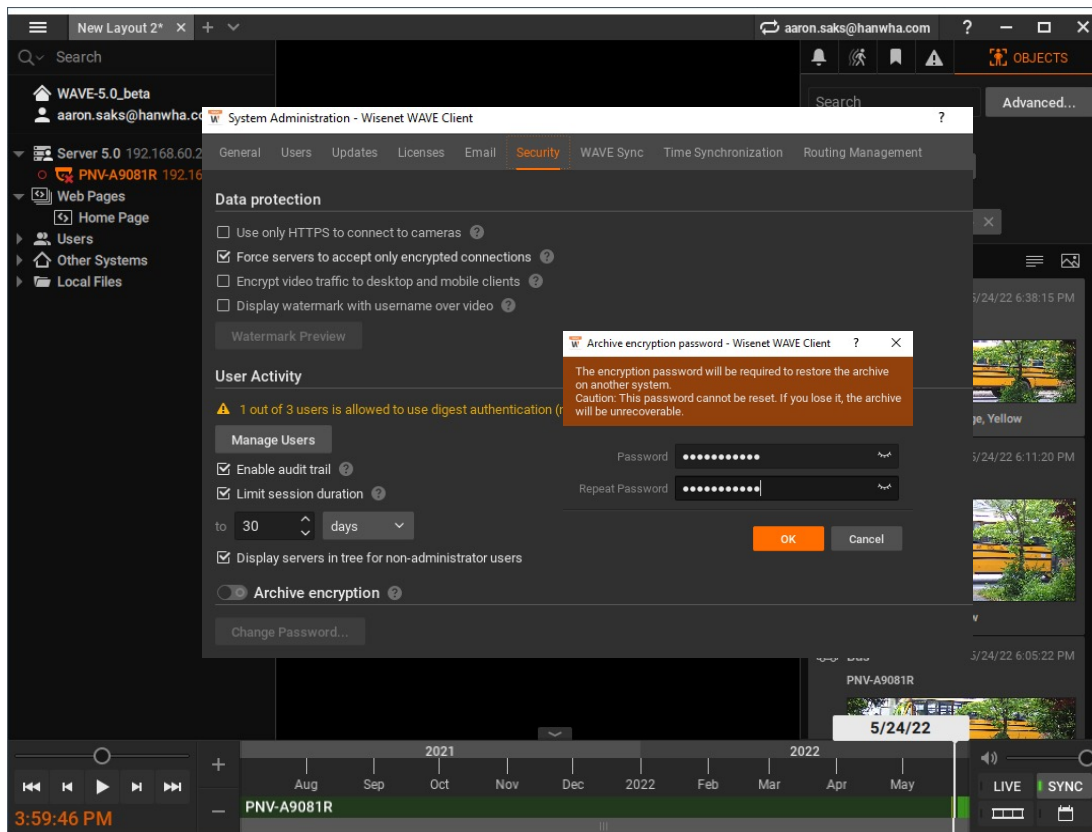 New Layout 2*
aaron.saks@hanwha.com
?
Search
OBJECTS
WAVE-5.0_beta
aaron.saks@hanwha.co
Search
Advanced...
W System Administration - Wisenet WAVE Client ?
Server 5.0 192.168.60.2
PNV-A9081R 192.16
Web Pages
Home Page
Users
Other Systems
Local Files
General Users Updates Licenses Email Security WAVE Sync Time Synchronization Routing Management
Data protection
Use only HTTPS to connect to cameras ?
Force servers to accept only encrypted connections ?
Encrypt video traffic to desktop and mobile clients ?
Display watermark with username over video ?
Watermark Preview
User Activity
1 out of 3 users is allowed to use digest authentication
Manage Users
Enable audit trail ?
Limit session duration ?
to 30 days
Display servers in tree for non-administrator users
Archive encryption ?
Change Password...
W Archive encryption password - Wisenet WAVE Client ?
The encryption password will be required to restore the archive
on another system.
Caution: This password cannot be reset. If you lose it, the archive
will be unrecoverable.
Password
Repeat Password
OK Cancel
5/24/22 6:38:15 PM
Yellow
5/24/22 6:11:20 PM
5/24/22 6:05:22 PM
PNV-A9081R
5/24/22
2021 2022
Aug Sep Oct Nov Dec 2022 Feb Mar Apr May
PNV-A9081R
3:59:46 PM
LIVE SYNC